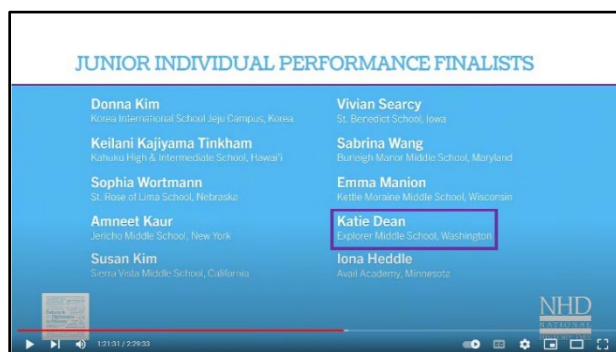 JUNIOR INDIVIDUAL PERFORMANCE FINALISTS
Donna Kim
Korea International School Jeju Campus, Korea
Keilani Kajiyama Tinkham
Kahuku High & Intermediate School, Hawai'i
Sophia Wortmann
St. Rose of Lima School, Nebraska
Amneet Kaur
Jericho Middle School, New York
Susan Kim
Sierra Vista Middle School, California
Vivian Searcy
St. Benedict School, Iowa
Sabrina Wang
Burleigh Manor Middle School, Maryland
Emma Manion
Kettle Moraine Middle School, Wisconsin
Katie Dean
Explorer Middle School, Washington
Iona Heddle
Avail Academy, Minnesota
NHD
NATIONAL
1:21:31 / 2:29:33